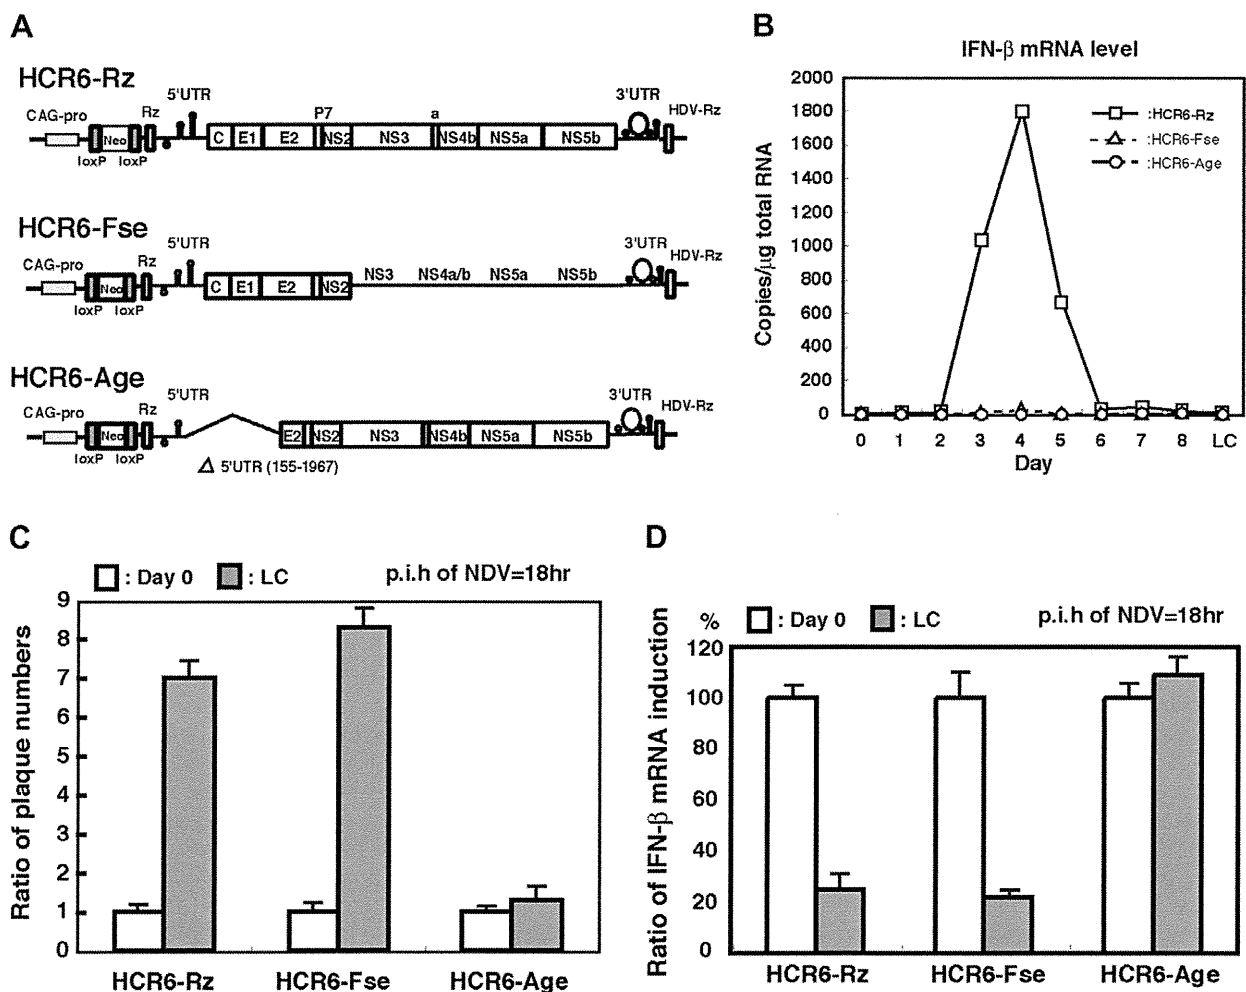 A
HCR6-Rz
CAG-pro
Rz
5'UTR
P7
a
3'UTR
HDV-Rz
Neo
C E1 E2 NS2 NS3 NS4b NS5a NS5b
loxP loxP
HCR6-Fse
CAG-pro
Rz
5'UTR
3'UTR
HDV-Rz
NS3 NS4a/b NS5a NS5b
Neo
C E1 E2 NS2
loxP loxP
HCR6-Age
CAG-pro
Rz
5'UTR
3'UTR
HDV-Rz
Neo
E2 NS2 NS3 NS4b NS5a NS5b
loxP loxP
Δ 5'UTR (155-1967)
B
IFN-β mRNA level
Copies/µg total RNA
2000
1800
1600
1400
1200
1000
800
600
400
200
0
:HCR6-Rz
:HCR6-Fse
:HCR6-Age
0 1 2 3 4 5 6 7 8 LC
Day
C
: Day 0 : LC p.i.h of NDV=18hr
Ratio of plaque numbers
9
8
7
6
5
4
3
2
1
0
HCR6-Rz HCR6-Fse HCR6-Age
D
% : Day 0 : LC p.i.h of NDV=18hr
Ratio of IFN-β mRNA induction
120
100
80
60
40
20
0
HCR6-Rz HCR6-Fse HCR6-Age